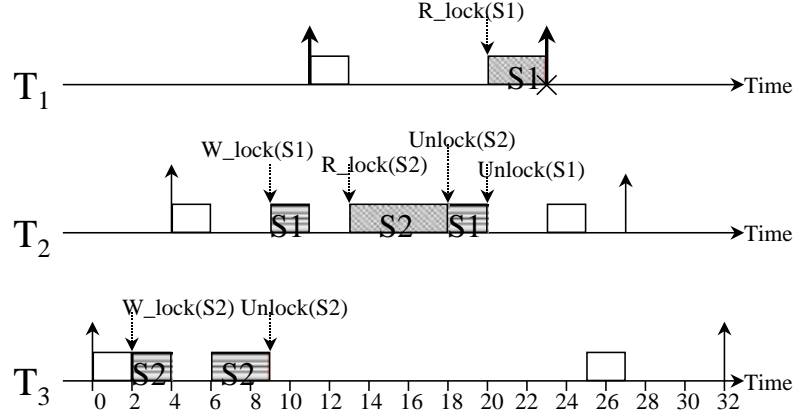 R_lock(S1)
T1 S1 Time
Unlock(S2)
W_lock(S1) R_lock(S2) Unlock(S1)
T2 S1 S2 S1 Time
W_lock(S2) Unlock(S2)
T3 S2 S2 Time
0 2 4 6 8 10 12 14 16 18 20 22 24 26 28 30 32